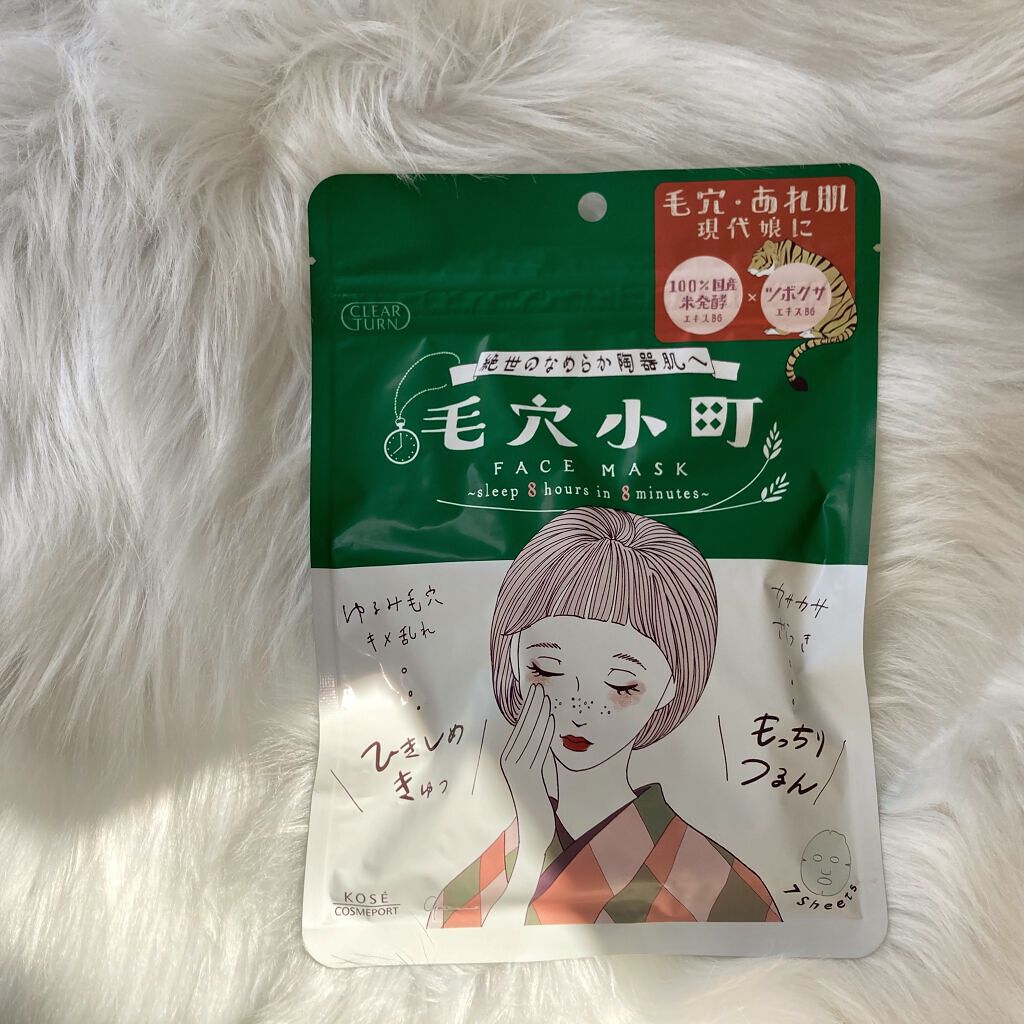 毛穴・あれ肌
現代娘に
100%国産
米発酵
エキスBG
×
ツボクサ
エキスBG
CICA
CLEAR
TURN
絶世のなめらか陶器肌へ
毛穴小町
FACE MASK
~sleep 8 hours in 8 minutes~
ゆるみ毛穴
キメ乱れ
ひきしめ
きゅっ
カサカサ
ざらつき
もっちり
つるん
7 Sheets
KOSÉ
COSMEPORT